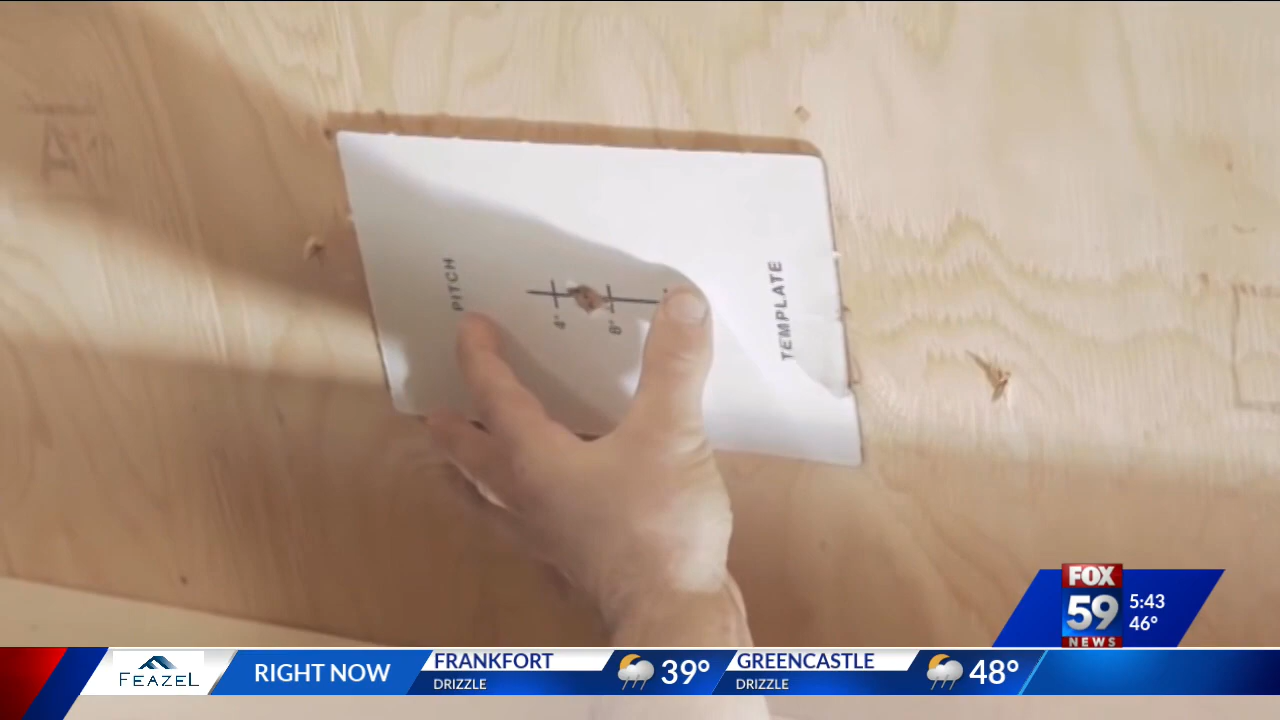 PITCH
4"
8"
TEMPLATE
FOX
59
NEWS
5:43
46°
FEAZEL
RIGHT NOW
FRANKFORT
DRIZZLE
39°
GREENCASTLE
DRIZZLE
48°